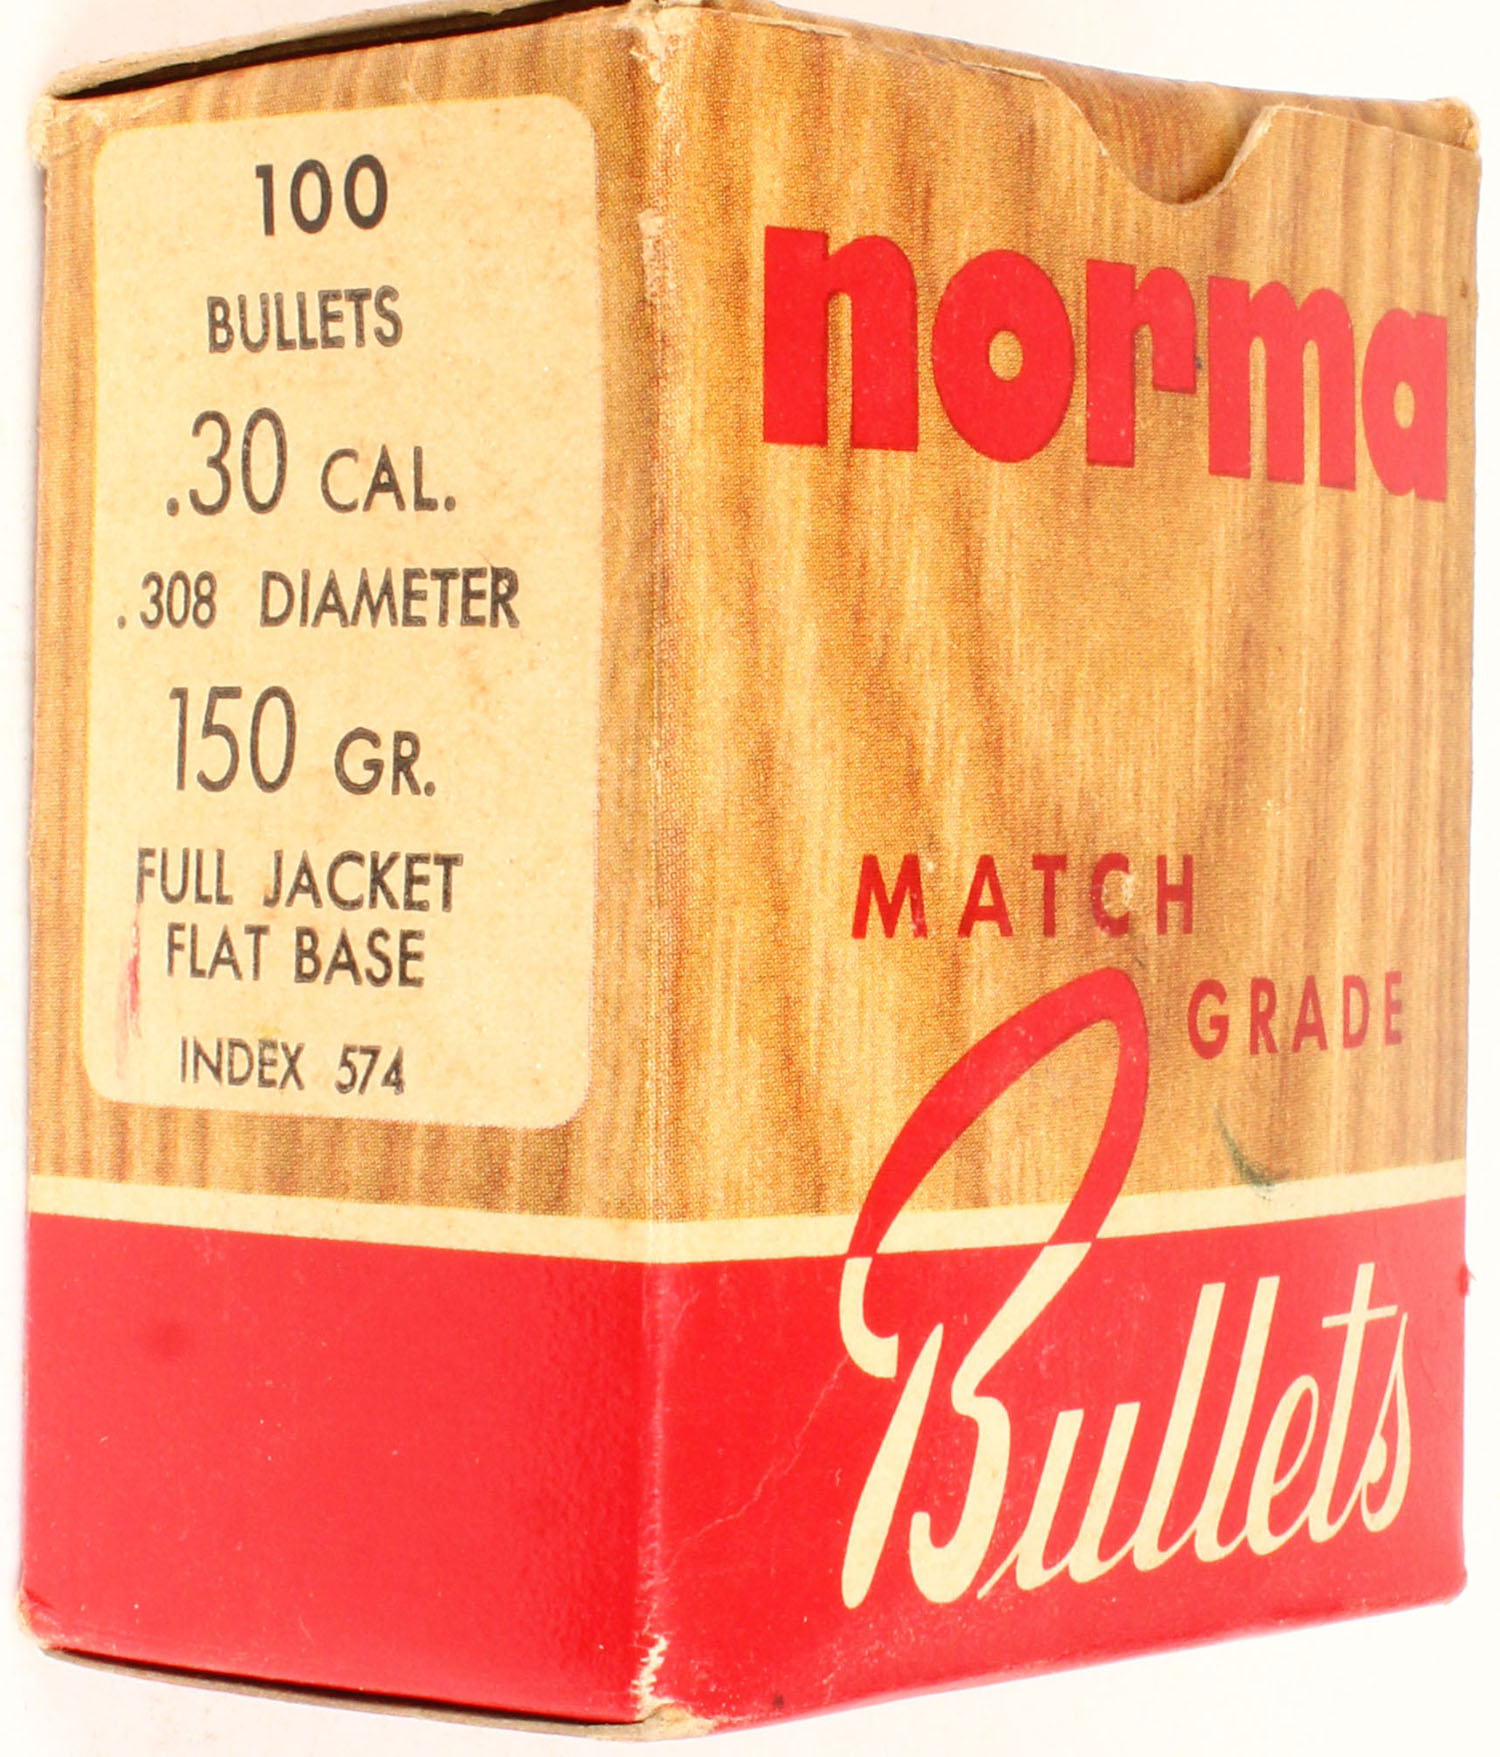 100
BULLETS
.30 CAL.
.308 DIAMETER
150 GR.
FULL JACKET
FLAT BASE
INDEX 574
norma
MATCH
GRADE
Bullets